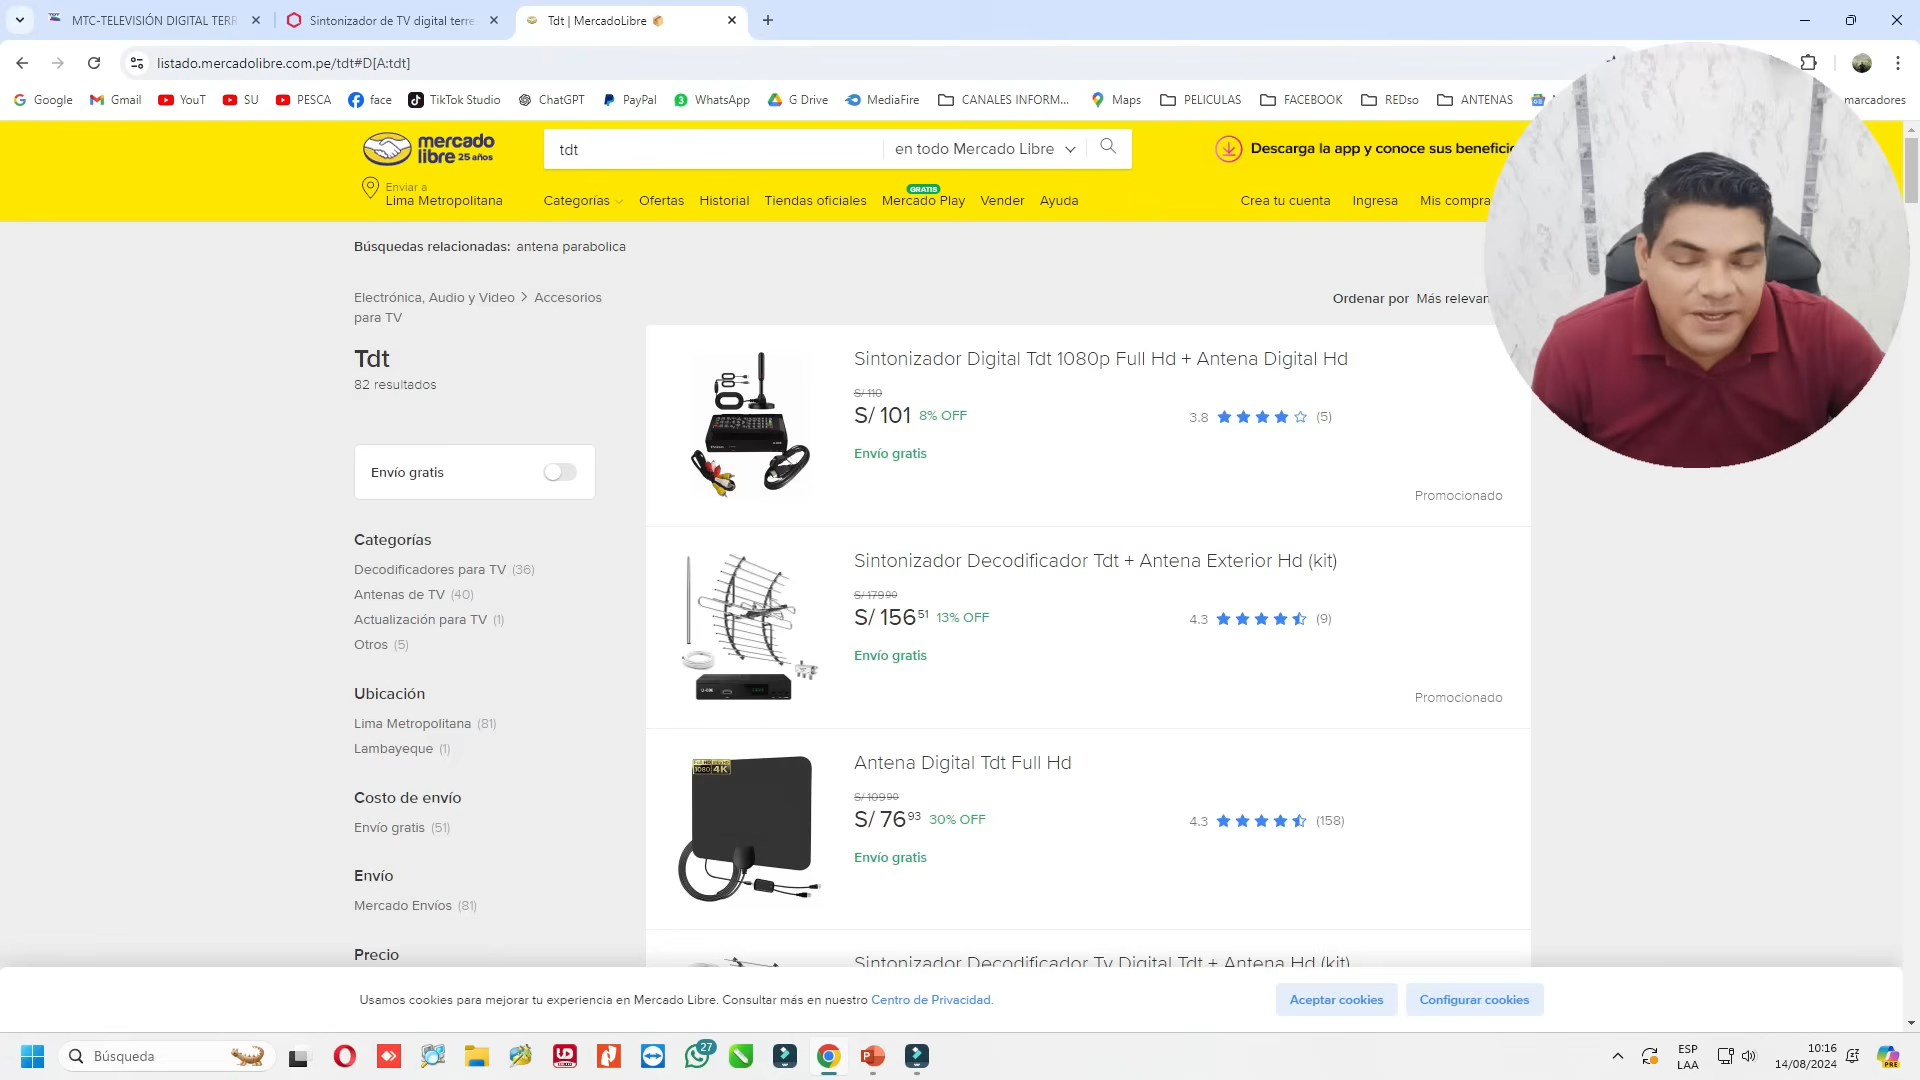 MTC-TELEVISIÓN DIGITAL TERR
Sintonizador de TV digital terre
Tdt | MercadoLibre
listado.mercadolibre.com.pe/tdt#D[A:tdt]
Google
Gmail
YouT
SU
PESCA
face
TikTok Studio
ChatGPT
PayPal
WhatsApp
G Drive
MediaFire
CANALES INFORM...
Maps
PELICULAS
FACEBOOK
REDso
ANTENAS
marcadores
mercado
libre 25 años
tdt
en todo Mercado Libre
Descarga la app y conoce sus beneficio
Enviar a
Lima Metropolitana
Categorías
Ofertas
Historial
Tiendas oficiales
GRATIS
Mercado Play
Vender
Ayuda
Crea tu cuenta
Ingresa
Mis compra
Búsquedas relacionadas: antena parabolica
Electrónica, Audio y Video > Accesorios
para TV
Ordenar por Más relevan
Tdt
82 resultados
Envío gratis
Categorías
Decodificadores para TV (36)
Antenas de TV (40)
Actualización para TV (1)
Otros (5)
Ubicación
Lima Metropolitana (81)
Lambayeque (1)
Costo de envío
Envío gratis (51)
Envío
Mercado Envíos (81)
Precio
Sintonizador Digital Tdt 1080p Full Hd + Antena Digital Hd
S/ 110
S/ 101 8% OFF
3.8 (5)
Envío gratis
Promocionado
Sintonizador Decodificador Tdt + Antena Exterior Hd (kit)
S/ 179 90
S/ 156 51 13% OFF
4.3 (9)
Envío gratis
Promocionado
1080 4K
Antena Digital Tdt Full Hd
S/ 109 90
S/ 76 93 30% OFF
4.3 (158)
Envío gratis
Sintonizador Decodificador Tv Digital Tdt + Antena Hd (kit)
Usamos cookies para mejorar tu experiencia en Mercado Libre. Consultar más en nuestro Centro de Privacidad.
Aceptar cookies
Configurar cookies
Búsqueda
27
ESP
LAA
10:16
14/08/2024
PRE